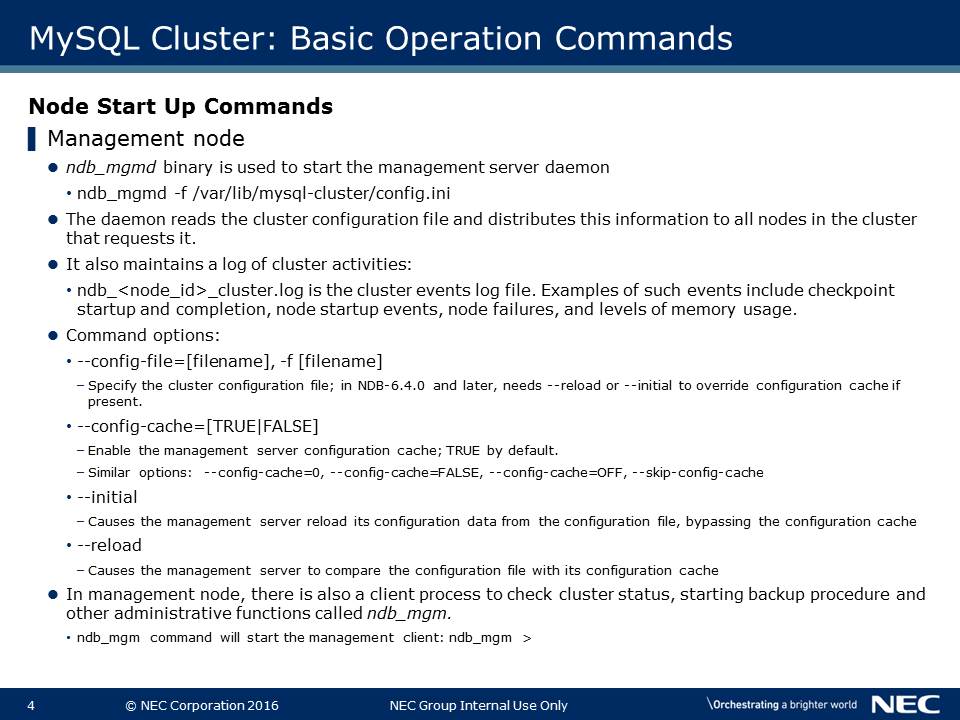 MySQL Cluster: Basic Operation Commands
Node Start Up Commands
Management node
ndb_mgmd binary is used to start the management server daemon
ndb_mgmd -f /var/lib/mysql-cluster/config.ini
The daemon reads the cluster configuration file and distributes this information to all nodes in the cluster
that requests it.
It also maintains a log of cluster activities:
ndb_<node_id>_cluster.log is the cluster events log file. Examples of such events include checkpoint
startup and completion, node startup events, node failures, and levels of memory usage.
Command options:
--config-file=[filename], -f [filename]
Specify the cluster configuration file; in NDB-6.4.0 and later, needs --reload or --initial to override configuration cache if
present.
--config-cache=[TRUE|FALSE]
Enable the management server configuration cache; TRUE by default.
Similar options: --config-cache=0, --config-cache=FALSE, --config-cache=OFF, --skip-config-cache
--initial
Causes the management server reload its configuration data from the configuration file, bypassing the configuration cache
--reload
Causes the management server to compare the configuration file with its configuration cache
In management node, there is also a client process to check cluster status, starting backup procedure and
other administrative functions called ndb_mgm.
ndb_mgm command will start the management client: ndb_mgm >
4 © NEC Corporation 2016 NEC Group Internal Use Only \Orchestrating a brighter world NEC